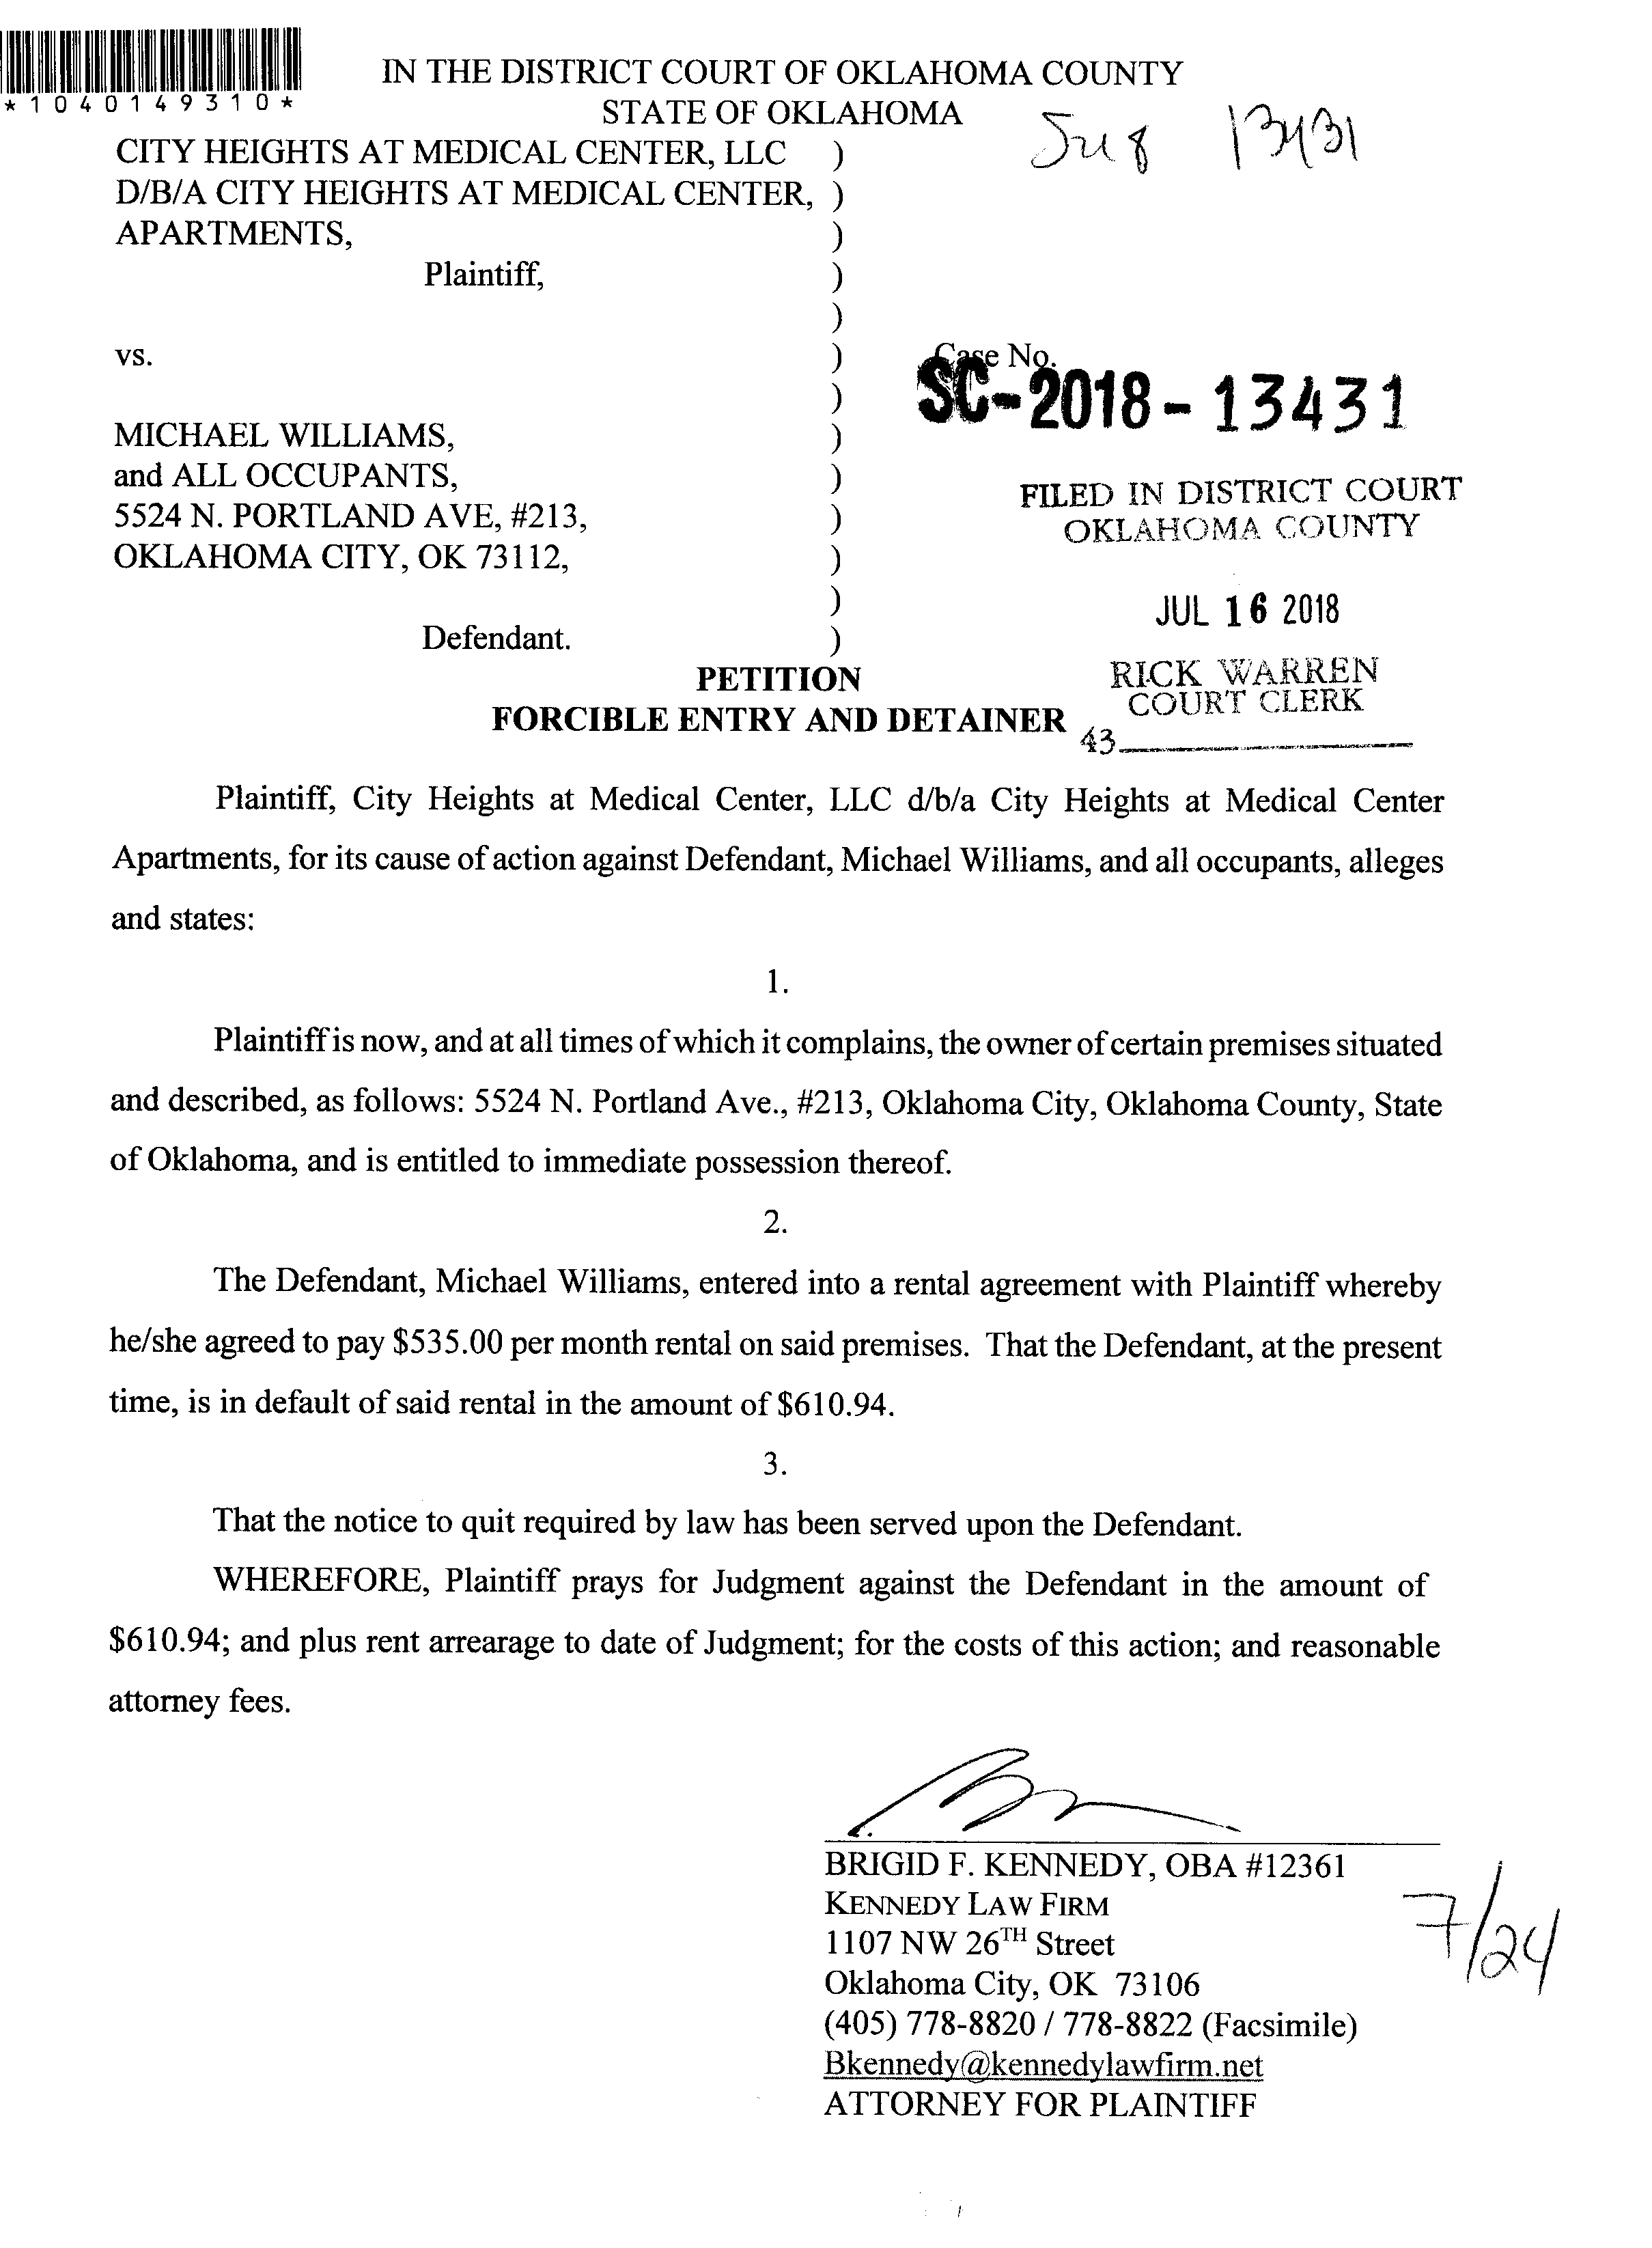 *1040149310*
IN THE DISTRICT COURT OF OKLAHOMA COUNTY
STATE OF OKLAHOMA
13431
CITY HEIGHTS AT MEDICAL CENTER, LLC )
D/B/A CITY HEIGHTS AT MEDICAL CENTER, )
APARTMENTS, )
Plaintiff, )
)
vs. )
Case No.
SC-2018-13431
)
MICHAEL WILLIAMS, )
and ALL OCCUPANTS, )
5524 N. PORTLAND AVE, #213, )
OKLAHOMA CITY, OK 73112, )
)
Defendant. )
FILED IN DISTRICT COURT
OKLAHOMA COUNTY
JUL 16 2018
RICK WARREN
COURT CLERK
43
PETITION
FORCIBLE ENTRY AND DETAINER
Plaintiff, City Heights at Medical Center, LLC d/b/a City Heights at Medical Center
Apartments, for its cause of action against Defendant, Michael Williams, and all occupants, alleges
and states:
1.
Plaintiff is now, and at all times of which it complains, the owner of certain premises situated
and described, as follows: 5524 N. Portland Ave., #213, Oklahoma City, Oklahoma County, State
of Oklahoma, and is entitled to immediate possession thereof.
2.
The Defendant, Michael Williams, entered into a rental agreement with Plaintiff whereby
he/she agreed to pay $535.00 per month rental on said premises. That the Defendant, at the present
time, is in default of said rental in the amount of $610.94.
3.
That the notice to quit required by law has been served upon the Defendant.
WHEREFORE, Plaintiff prays for Judgment against the Defendant in the amount of
$610.94; and plus rent arrearage to date of Judgment; for the costs of this action; and reasonable
attorney fees.
BRIGID F. KENNEDY, OBA #12361
KENNEDY LAW FIRM
1107 NW 26TH Street
Oklahoma City, OK 73106
(405) 778-8820 / 778-8822 (Facsimile)
Bkennedy@kennedylawfirm.net
ATTORNEY FOR PLAINTIFF
7/24